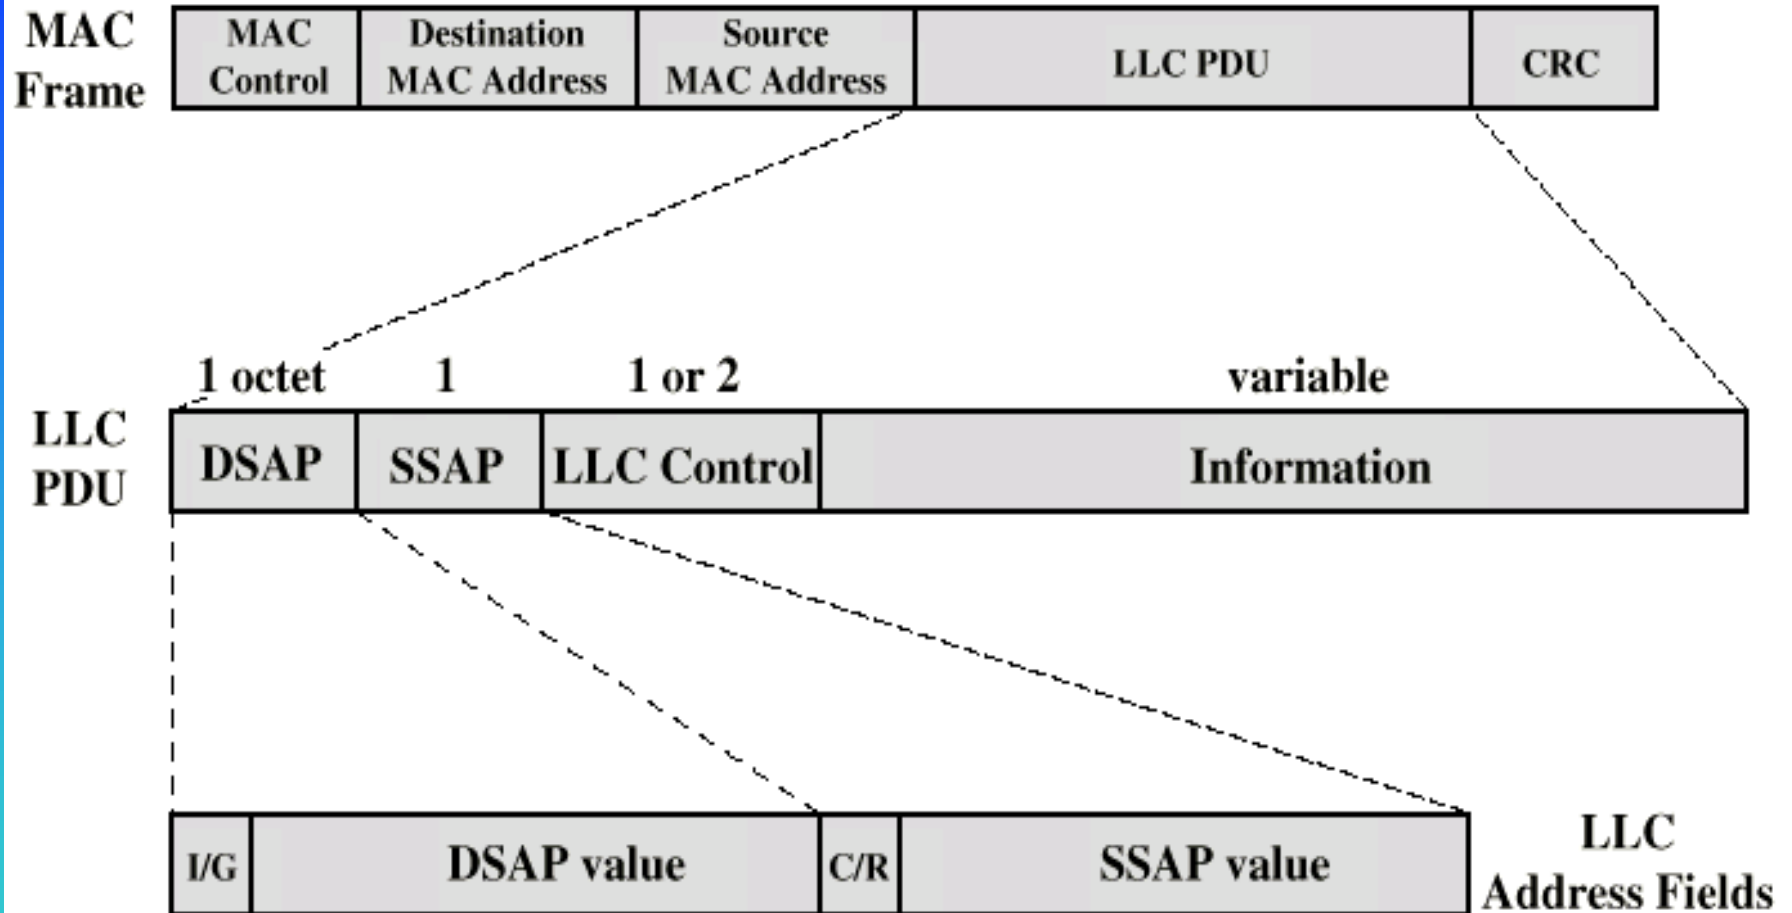 MAC Frame
MAC Control
Destination MAC Address
Source MAC Address
LLC PDU
CRC
1 octet
1
1 or 2
variable
LLC PDU
DSAP
SSAP
LLC Control
Information
I/G
DSAP value
C/R
SSAP value
LLC Address Fields